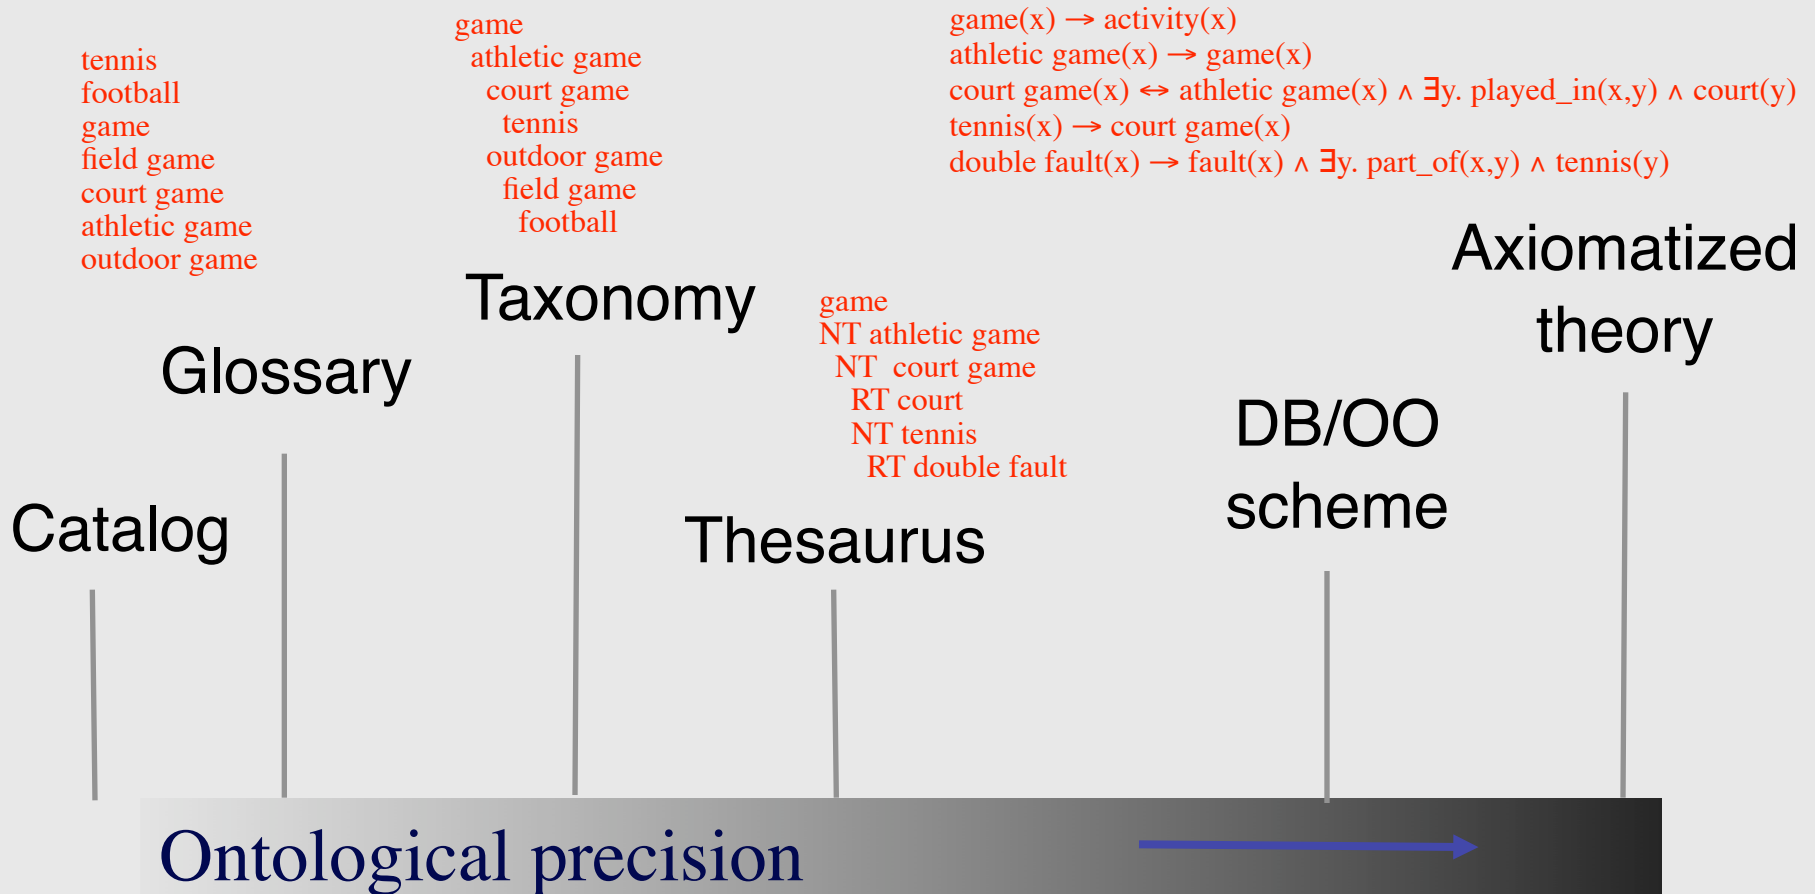 tennis
football
game
field game
court game
athletic game
outdoor game
game
athletic game
court game
tennis
outdoor game
field game
football
game(x) → activity(x)
athletic game(x) → game(x)
court game(x) ↔ athletic game(x) ∧ ∃y. played_in(x,y) ∧ court(y)
tennis(x) → court game(x)
double fault(x) → fault(x) ∧ ∃y. part_of(x,y) ∧ tennis(y)
game
NT athletic game
NT court game
RT court
NT tennis
RT double fault
Catalog
Glossary
Taxonomy
Thesaurus
DB/OO
scheme
Axiomatized
theory
Ontological precision